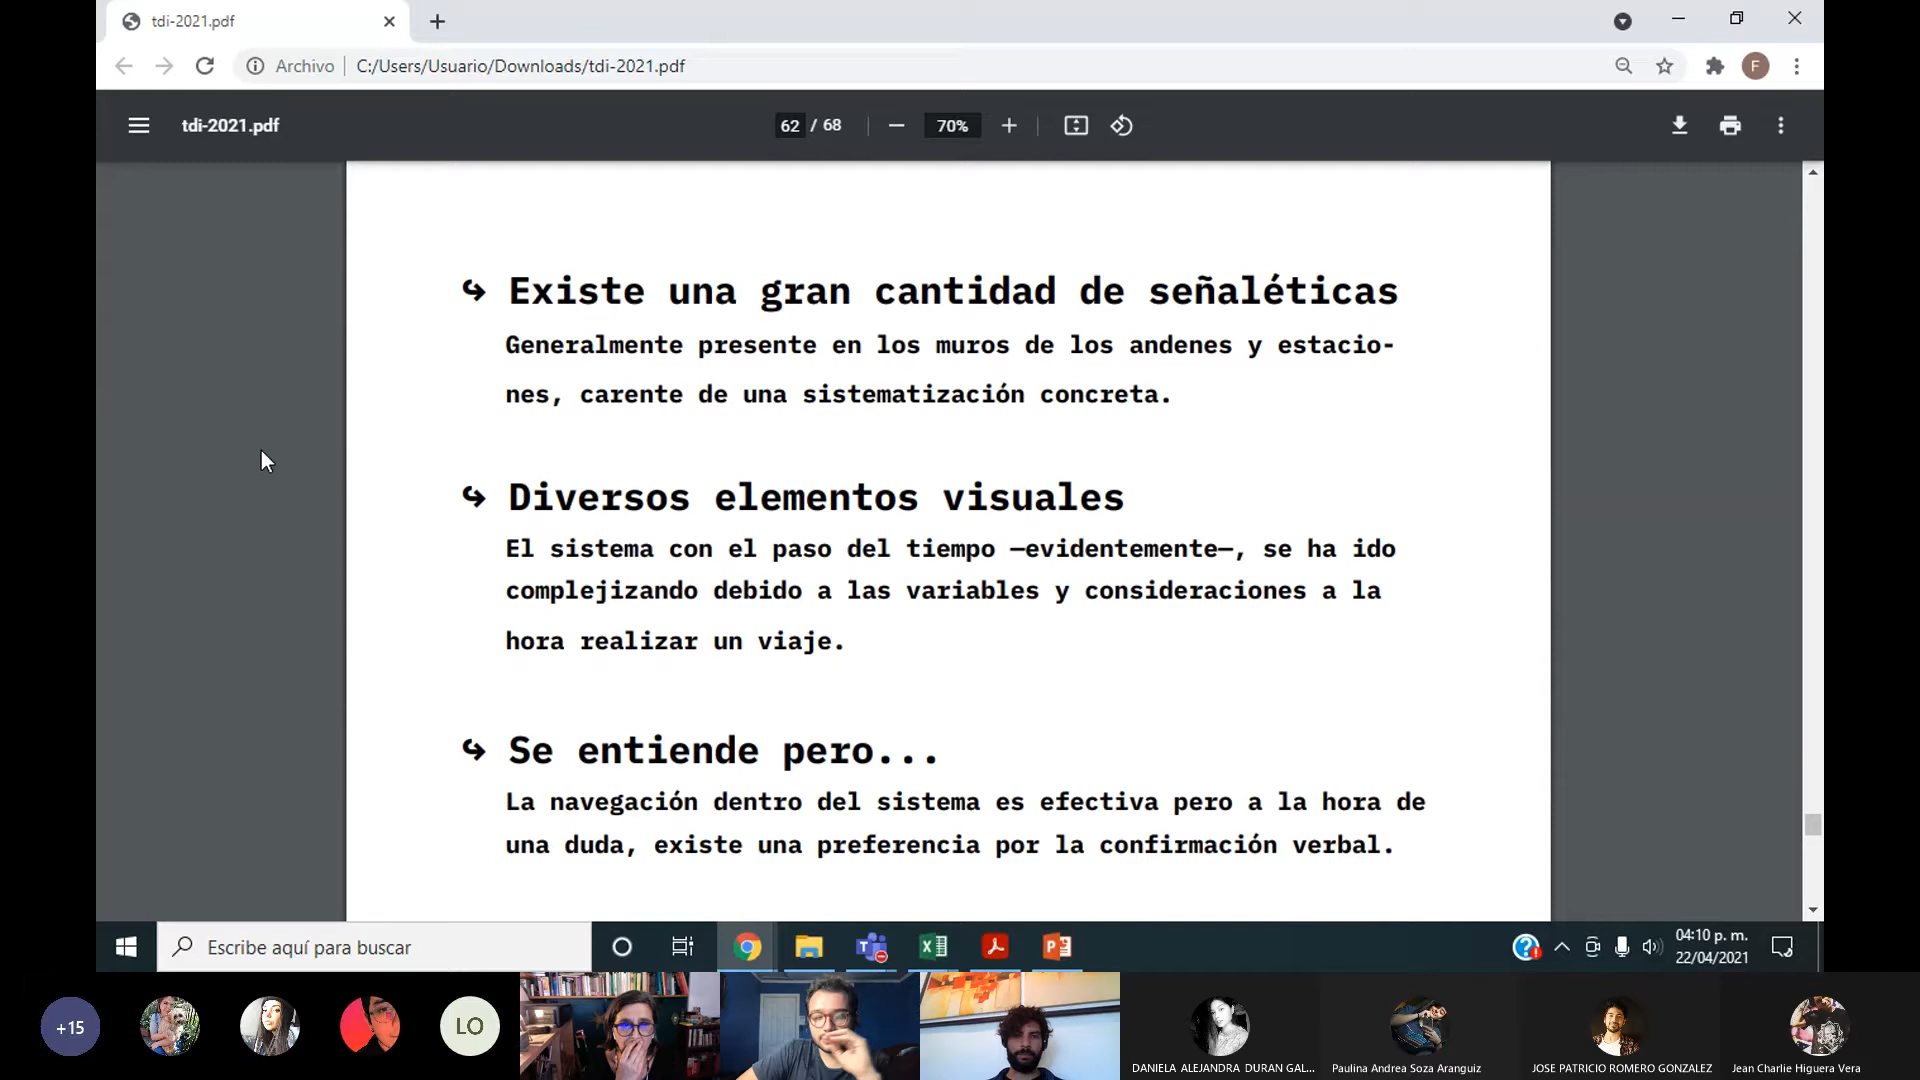 tdi-2021.pdf
Archivo
C:/Users/Usuario/Downloads/tdi-2021.pdf
F
tdi-2021.pdf
62 / 68
70%
Existe una gran cantidad de señaléticas
Generalmente presente en los muros de los andenes y estacio-
nes, carente de una sistematización concreta.
Diversos elementos visuales
El sistema con el paso del tiempo —evidentemente—, se ha ido
complejizando debido a las variables y consideraciones a la
hora realizar un viaje.
Se entiende pero...
La navegación dentro del sistema es efectiva pero a la hora de
una duda, existe una preferencia por la confirmación verbal.
Escribe aquí para buscar
04:10 p. m.
22/04/2021
+15
LO
DANIELA ALEJANDRA DURAN GAL...
Paulina Andrea Soza Aranguiz
JOSE PATRICIO ROMERO GONZALEZ
Jean Charlie Higuera Vera